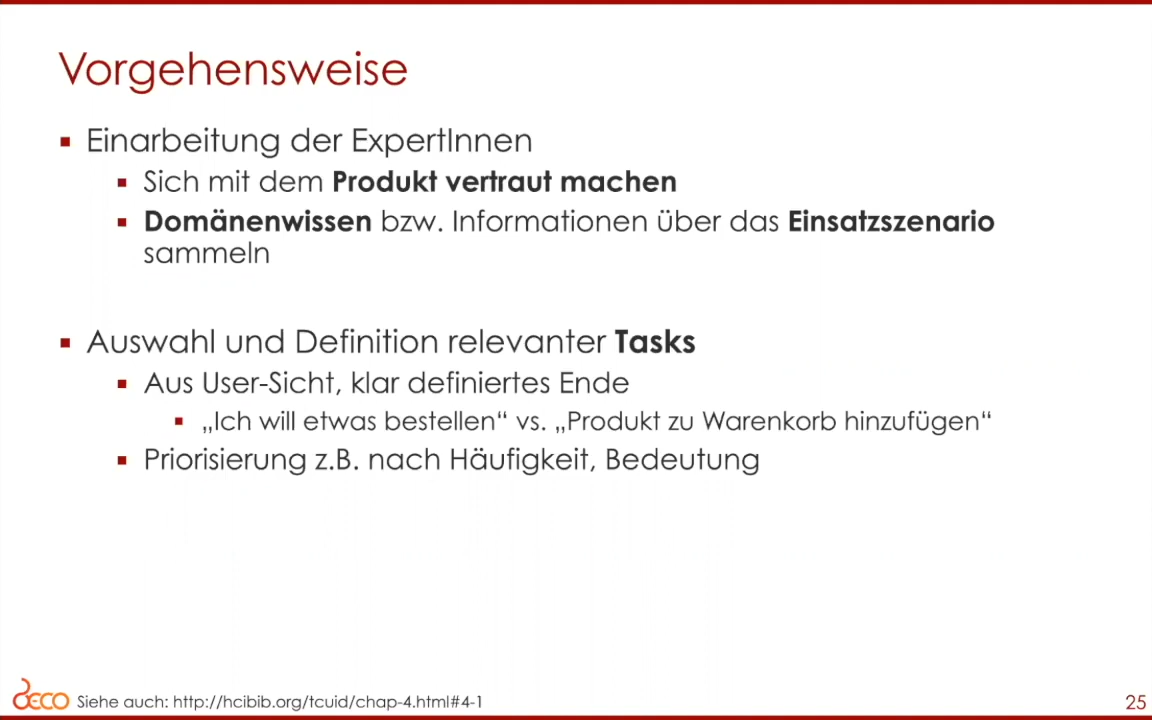 Vorgehensweise
Einarbeitung der ExpertInnen
Sich mit dem Produkt vertraut machen
Domänenwissen bzw. Informationen über das Einsatzszenario
sammeln
Auswahl und Definition relevanter Tasks
Aus User-Sicht, klar definiertes Ende
„Ich will etwas bestellen“ vs. „Produkt zu Warenkorb hinzufügen“
Priorisierung z.B. nach Häufigkeit, Bedeutung
DECO Siehe auch: http://hcibib.org/tcuid/chap-4.html#4-1
25